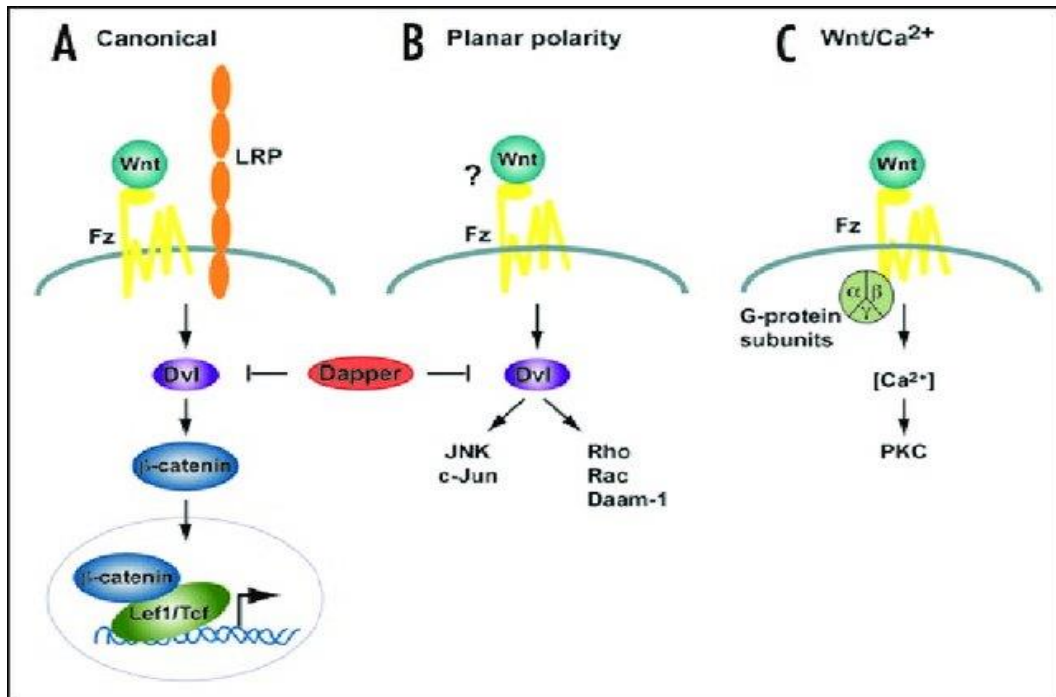 A Canonical
Wnt
LRP
Fz
Dvl
β-catenin
β-catenin
Lef1/Tcf
Dapper
B Planar polarity
?
Wnt
Fz
Dvl
JNK
c-Jun
Rho
Rac
Daam-1
C Wnt/Ca²⁺
Wnt
Fz
α β
γ
G-protein
subunits
[Ca²⁺]
PKC